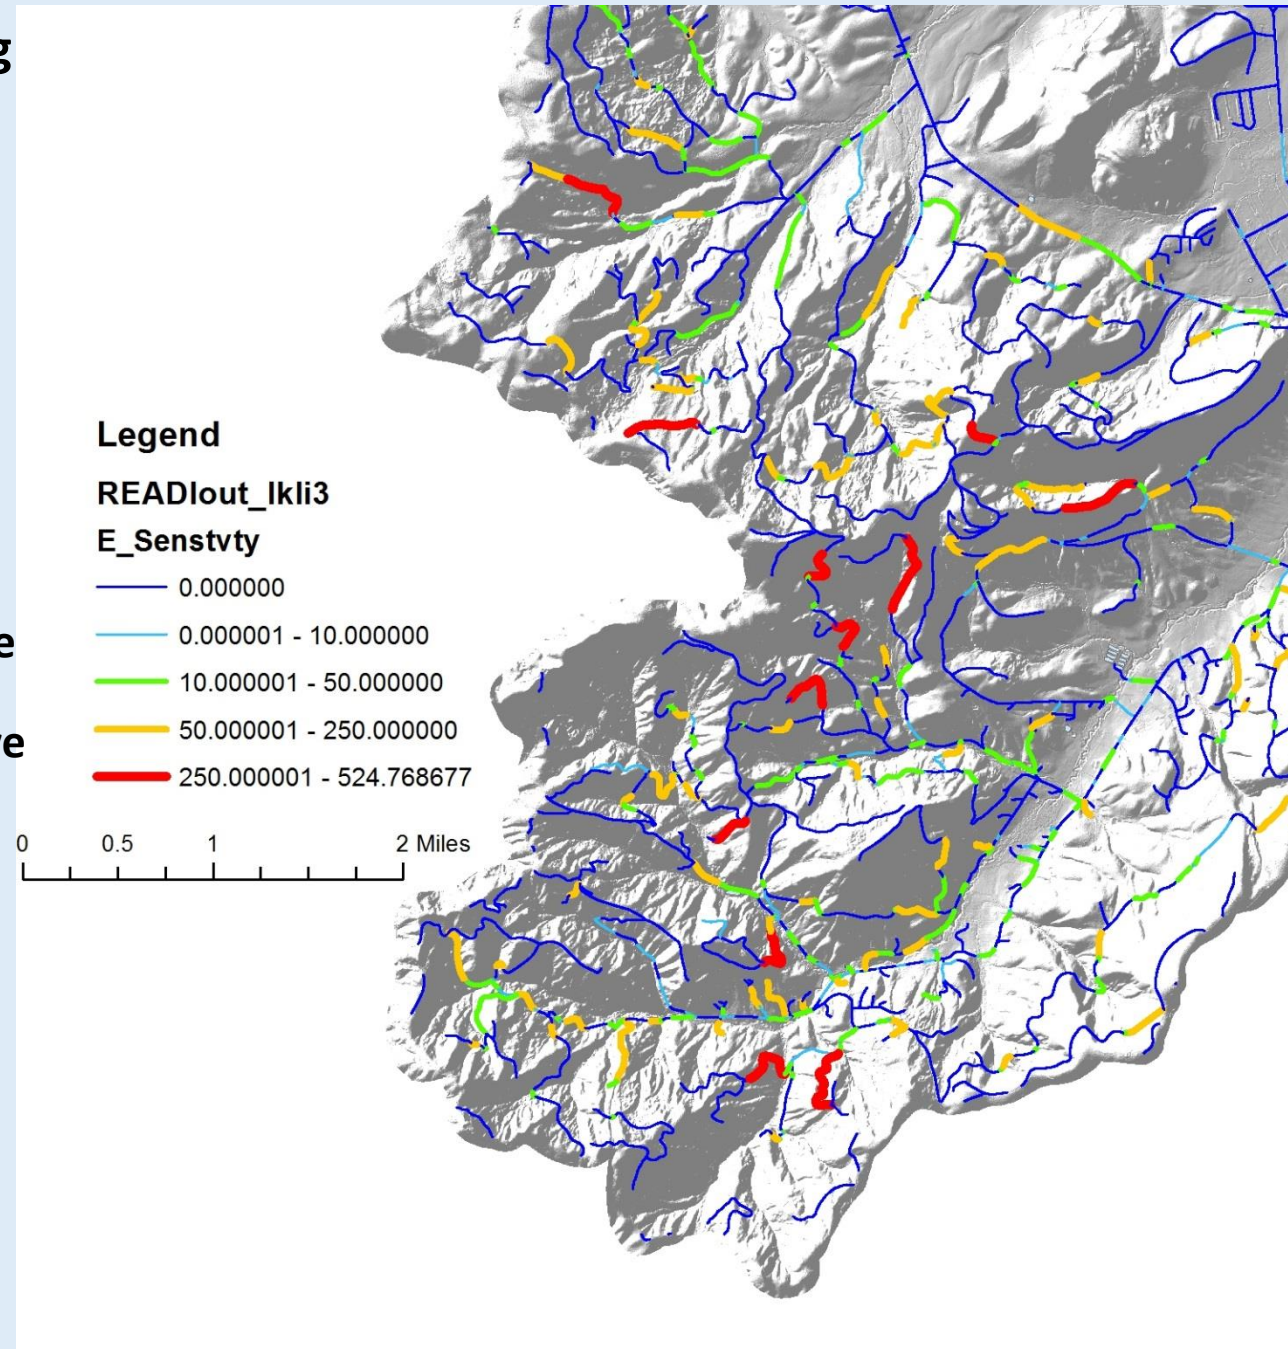 g
e
e
Legend
READIout_Ikli3
E_Senstvty
0.000000
0.000001 - 10.000000
10.000001 - 50.000000
50.000001 - 250.000000
250.000001 - 524.768677
0 0.5 1 2 Miles